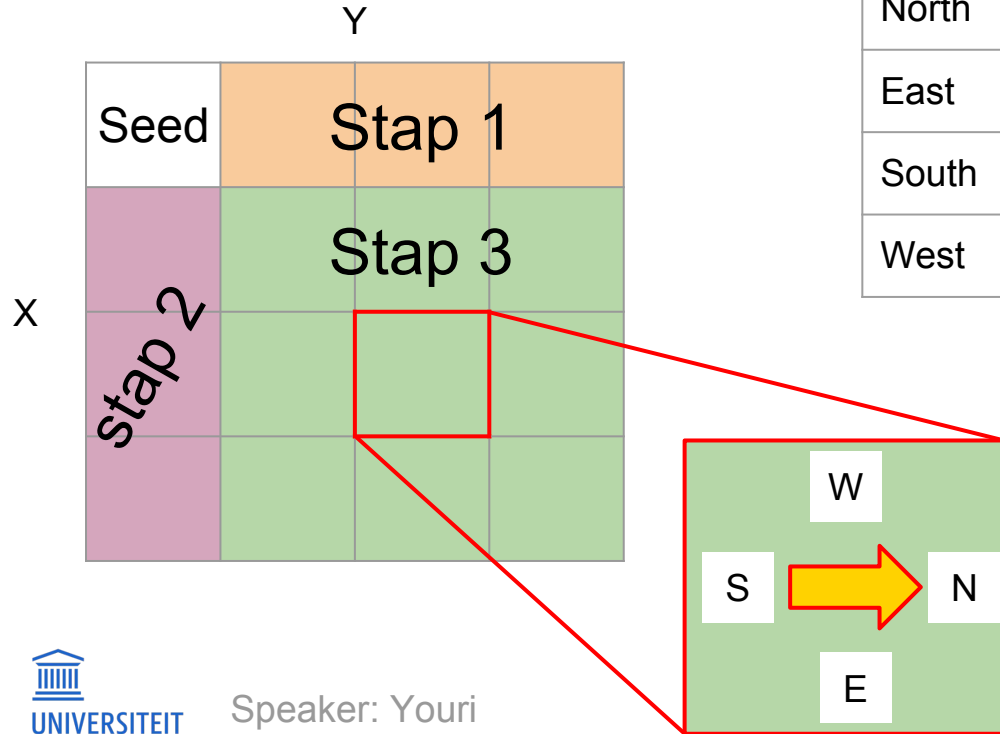 Y
North
Seed
Stap 1
East
South
Stap 3
West
X
stap 2
W
S
N
E
UNIVERSITEIT
Speaker: Youri